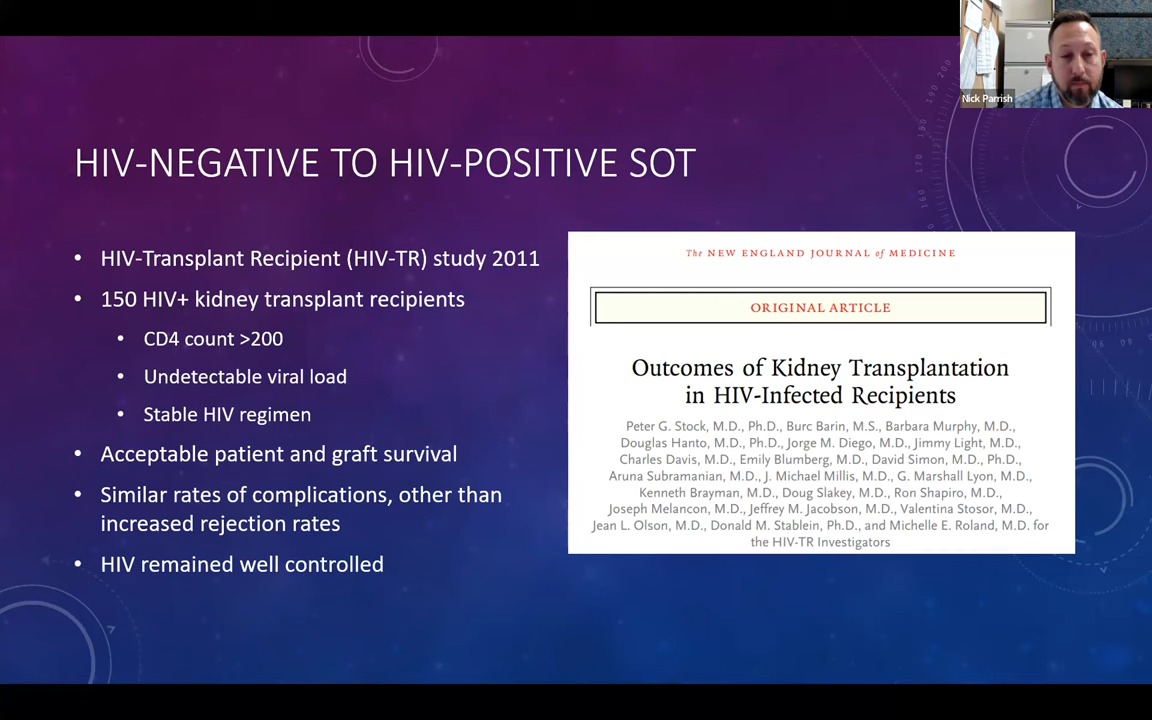 Nick Parrish
HIV-NEGATIVE TO HIV-POSITIVE SOT
• HIV-Transplant Recipient (HIV-TR) study 2011
• 150 HIV+ kidney transplant recipients
• CD4 count >200
• Undetectable viral load
• Stable HIV regimen
• Acceptable patient and graft survival
• Similar rates of complications, other than
increased rejection rates
• HIV remained well controlled
The NEW ENGLAND JOURNAL of MEDICINE
ORIGINAL ARTICLE
Outcomes of Kidney Transplantation
in HIV-Infected Recipients
Peter G. Stock, M.D., Ph.D., Burc Barin, M.S., Barbara Murphy, M.D.,
Douglas Hanto, M.D., Ph.D., Jorge M. Diego, M.D., Jimmy Light, M.D.,
Charles Davis, M.D., Emily Blumberg, M.D., David Simon, M.D., Ph.D.,
Aruna Subramanian, M.D., J. Michael Millis, M.D., G. Marshall Lyon, M.D.,
Kenneth Brayman, M.D., Doug Slakey, M.D., Ron Shapiro, M.D.,
Joseph Melancon, M.D., Jeffrey M. Jacobson, M.D., Valentina Stosor, M.D.,
Jean L. Olson, M.D., Donald M. Stablein, Ph.D., and Michelle E. Roland, M.D. for
the HIV-TR Investigators
200
190
170
160